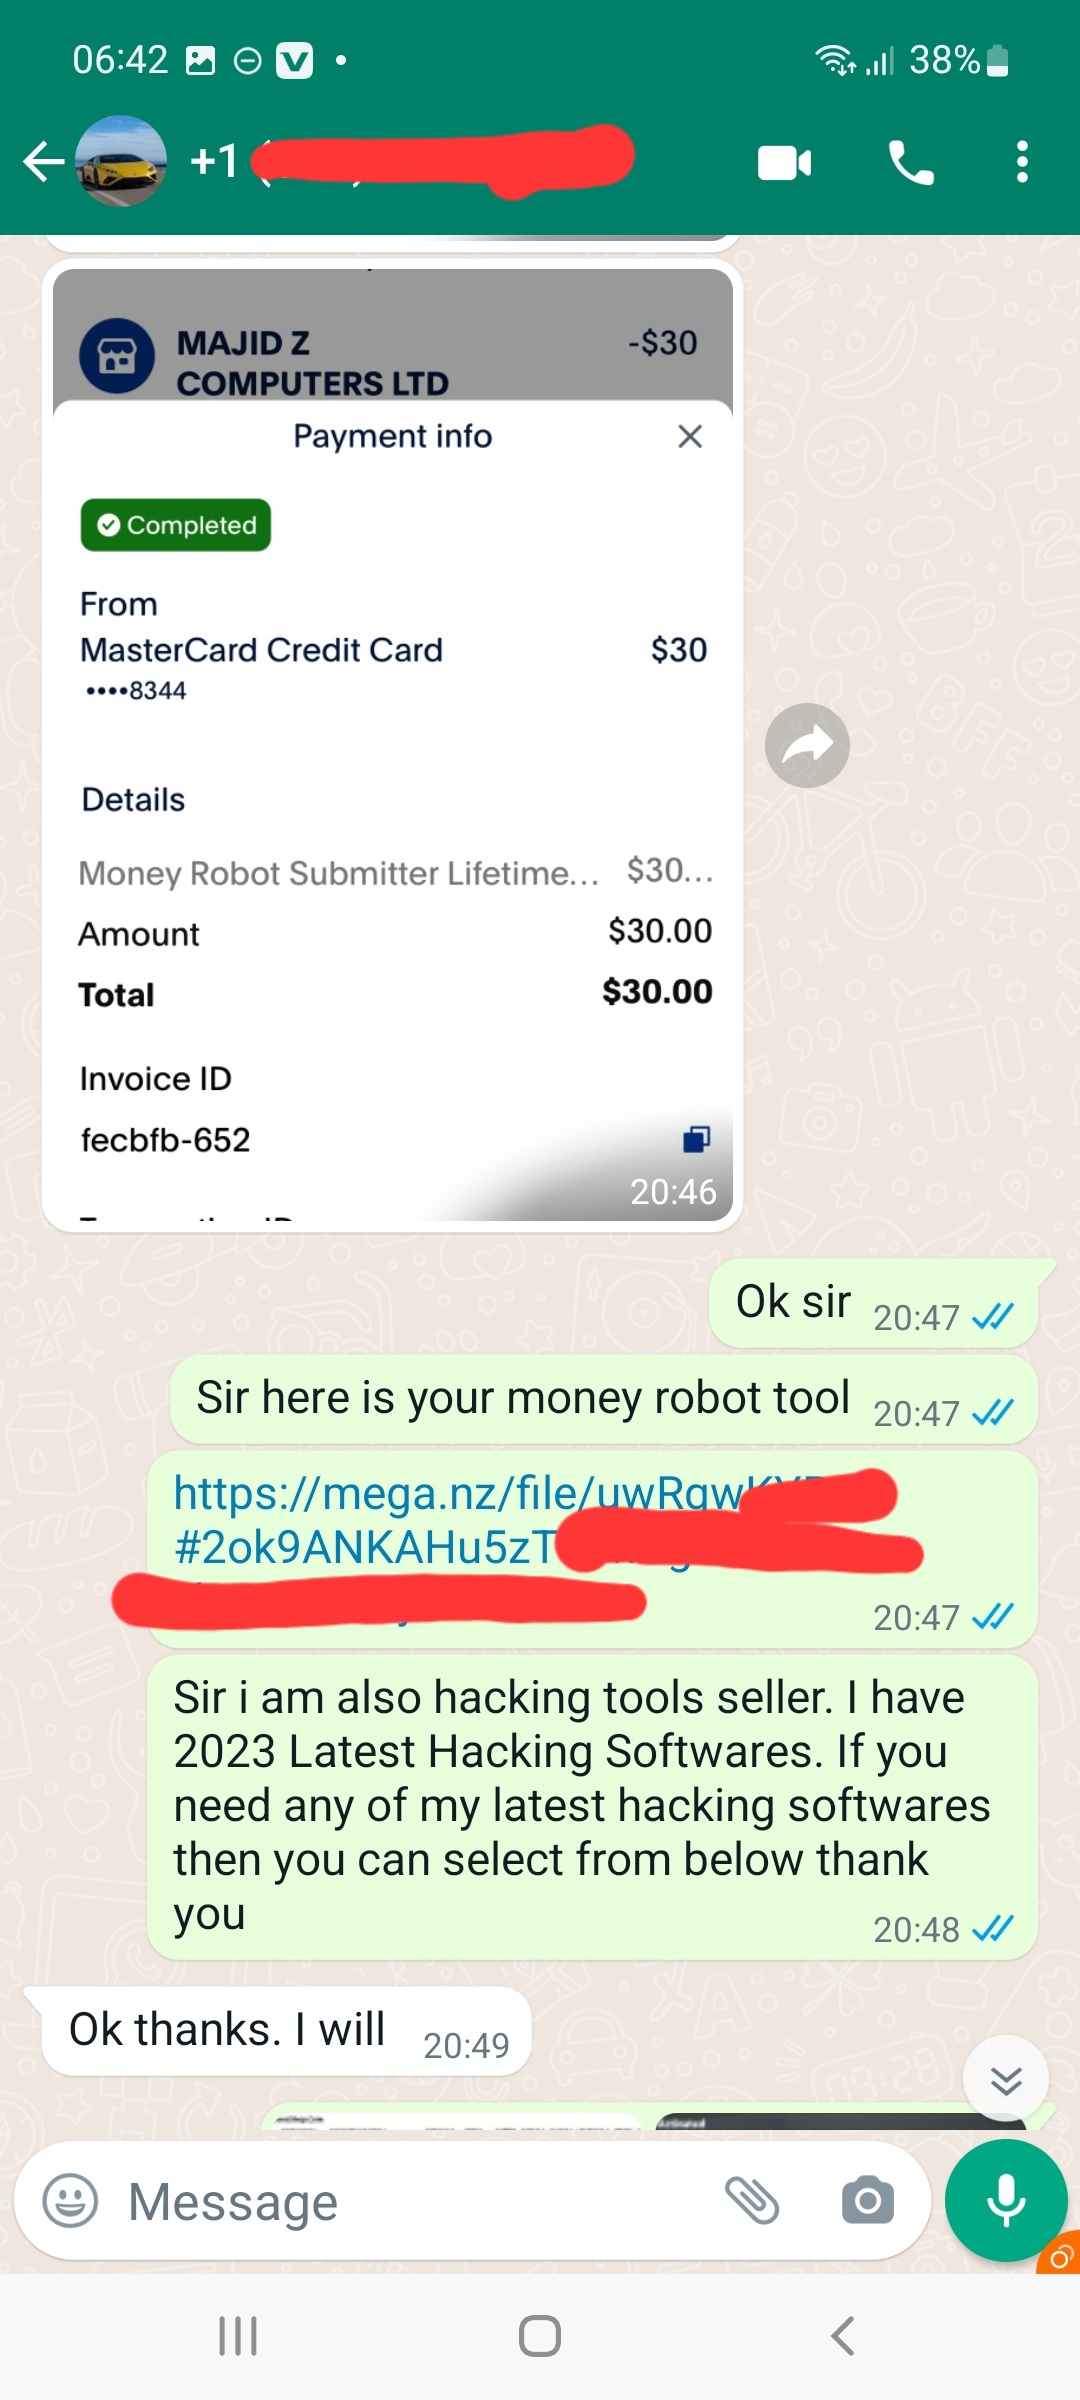 06:42
38%
+1
MAJID Z
COMPUTERS LTD
-$30
Payment info
Completed
From
MasterCard Credit Card $30
••••8344
Details
Money Robot Submitter Lifetime... $30...
Amount $30.00
Total $30.00
Invoice ID
fecbfb-652
20:46
Ok sir 20:47
Sir here is your money robot tool 20:47
https://mega.nz/file/uwRqw
#2ok9ANKAHu5zT
20:47
Sir i am also hacking tools seller. I have
2023 Latest Hacking Softwares. If you
need any of my latest hacking softwares
then you can select from below thank
you
20:48
Ok thanks. I will 20:49
Activated
Message